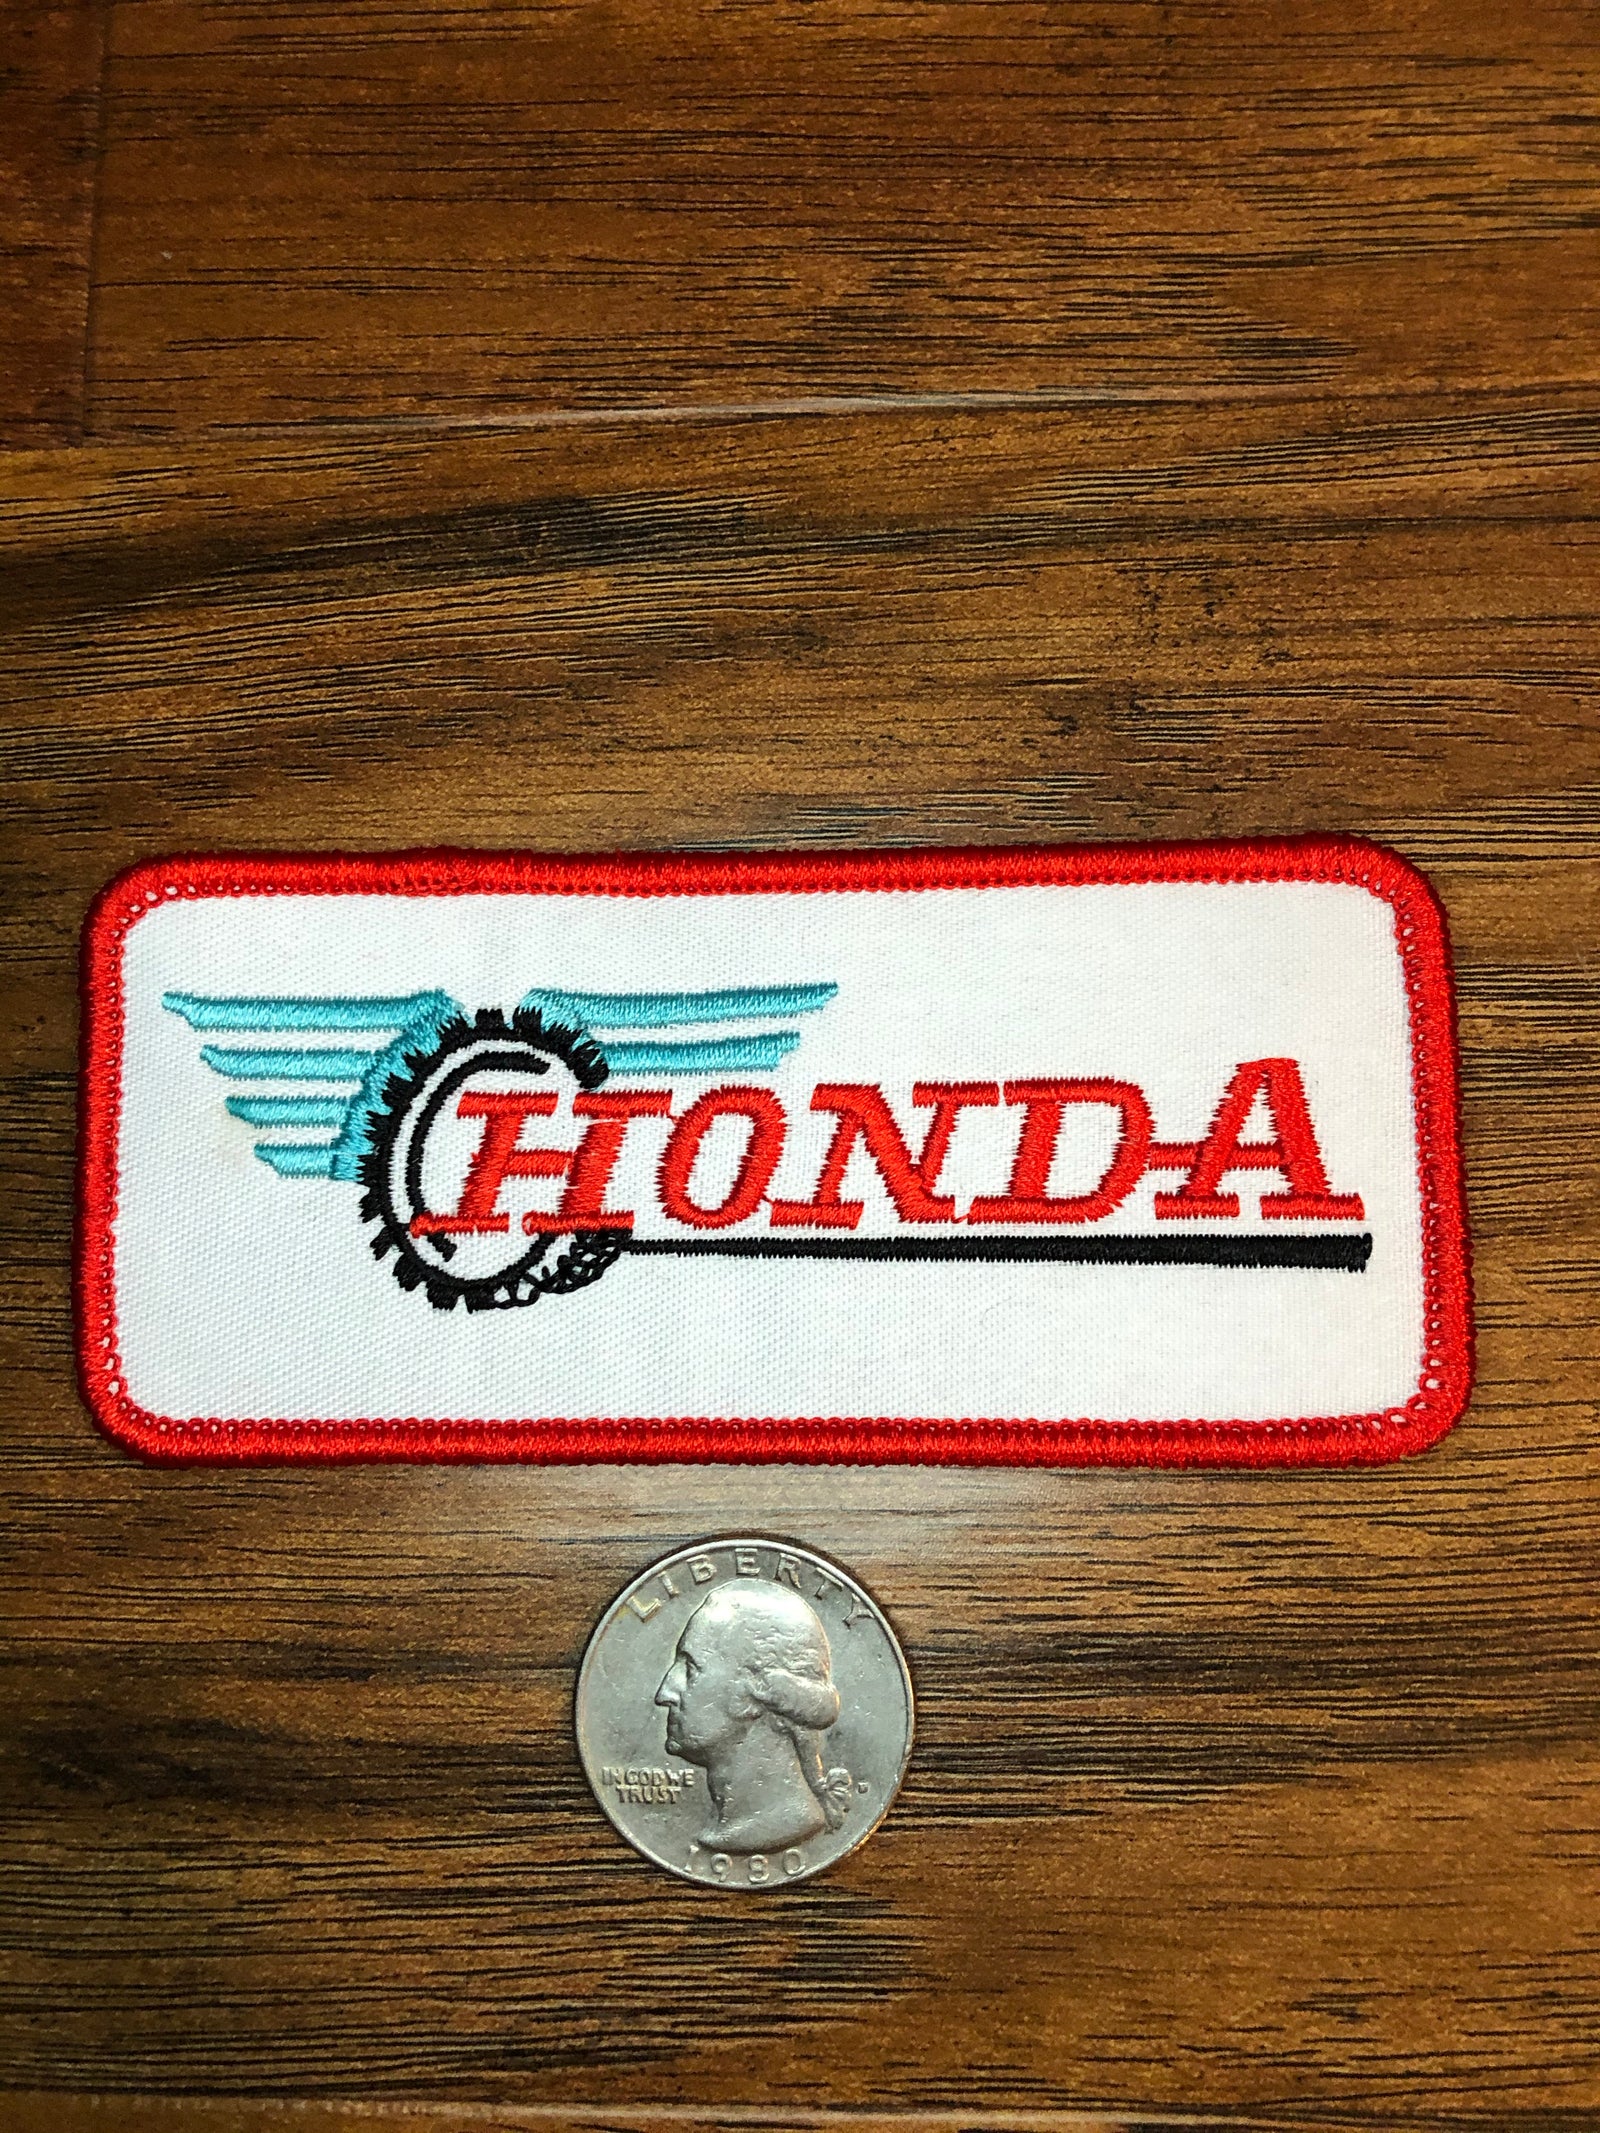 HONDA
LIBERTY
IN GOD WE
TRUST
D
1980